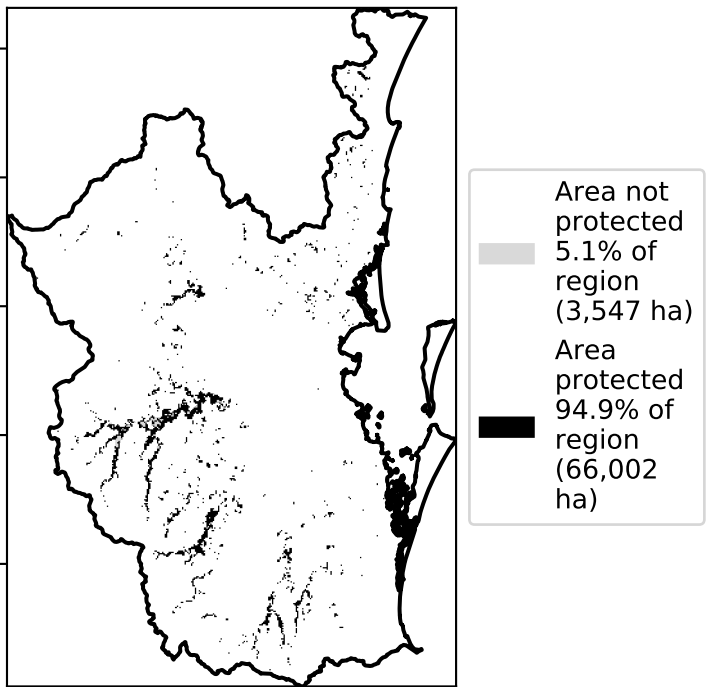 Area not
protected
5.1% of
region
(3,547 ha)
Area
protected
94.9% of
region
(66,002
ha)